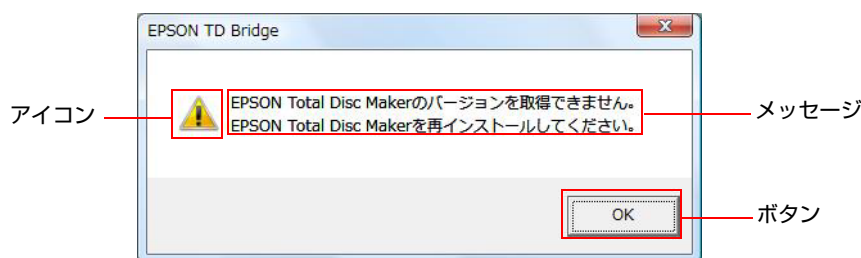 EPSON TD Bridge
アイコン
EPSON Total Disc Makerのバージョンを取得できません。
EPSON Total Disc Makerを再インストールしてください。
メッセージ
OK
ボタン